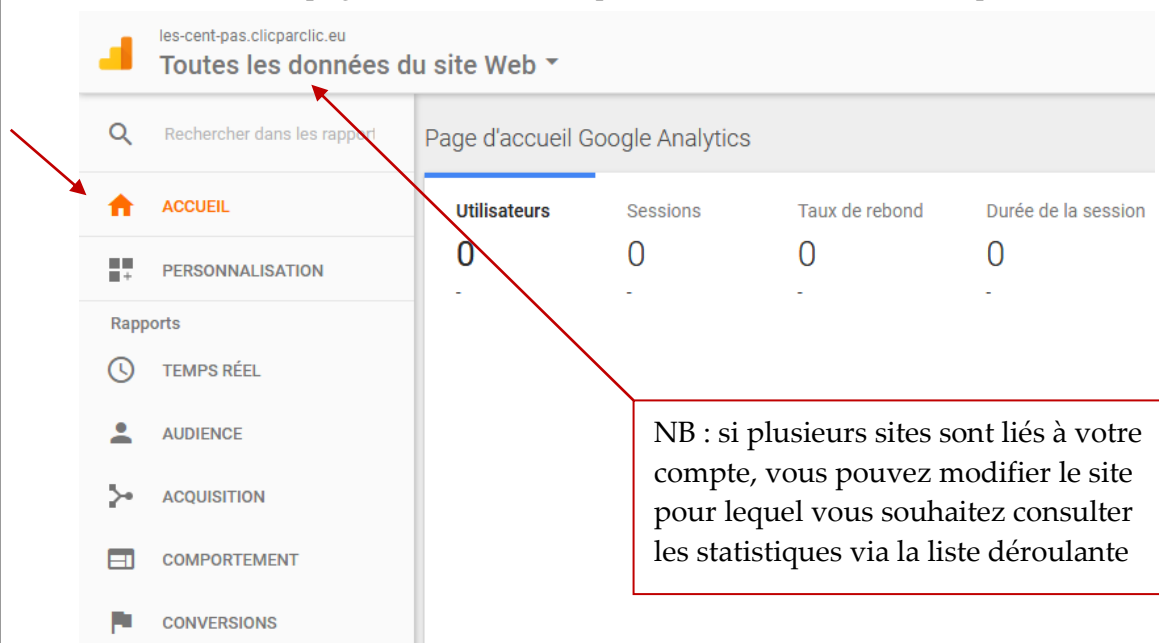 les-cent-pas.clicparclic.eu
Toutes les données du site Web
Rechercher dans les rapport
Page d'accueil Google Analytics
ACCUEIL
PERSONNALISATION
Rapports
TEMPS RÉEL
AUDIENCE
ACQUISITION
COMPORTEMENT
CONVERSIONS
Utilisateurs Sessions Taux de rebond Durée de la session
0 0 0 0
- - - -
NB : si plusieurs sites sont liés à votre
compte, vous pouvez modifier le site
pour lequel vous souhaitez consulter
les statistiques via la liste déroulante